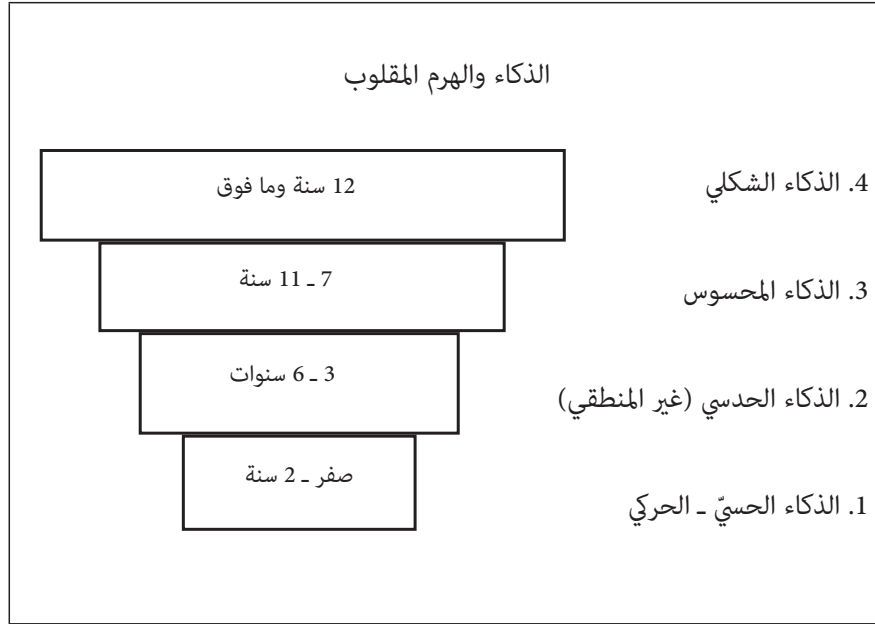 الذكاء والهرم المقلوب
4. الذكاء الشكلي
12 سنة وما فوق
3. الذكاء المحسوس
7 ـ 11 سنة
2. الذكاء الحدسي (غير المنطقي)
3 ـ 6 سنوات
1. الذكاء الحسيّ ـ الحركي
صفر ـ 2 سنة